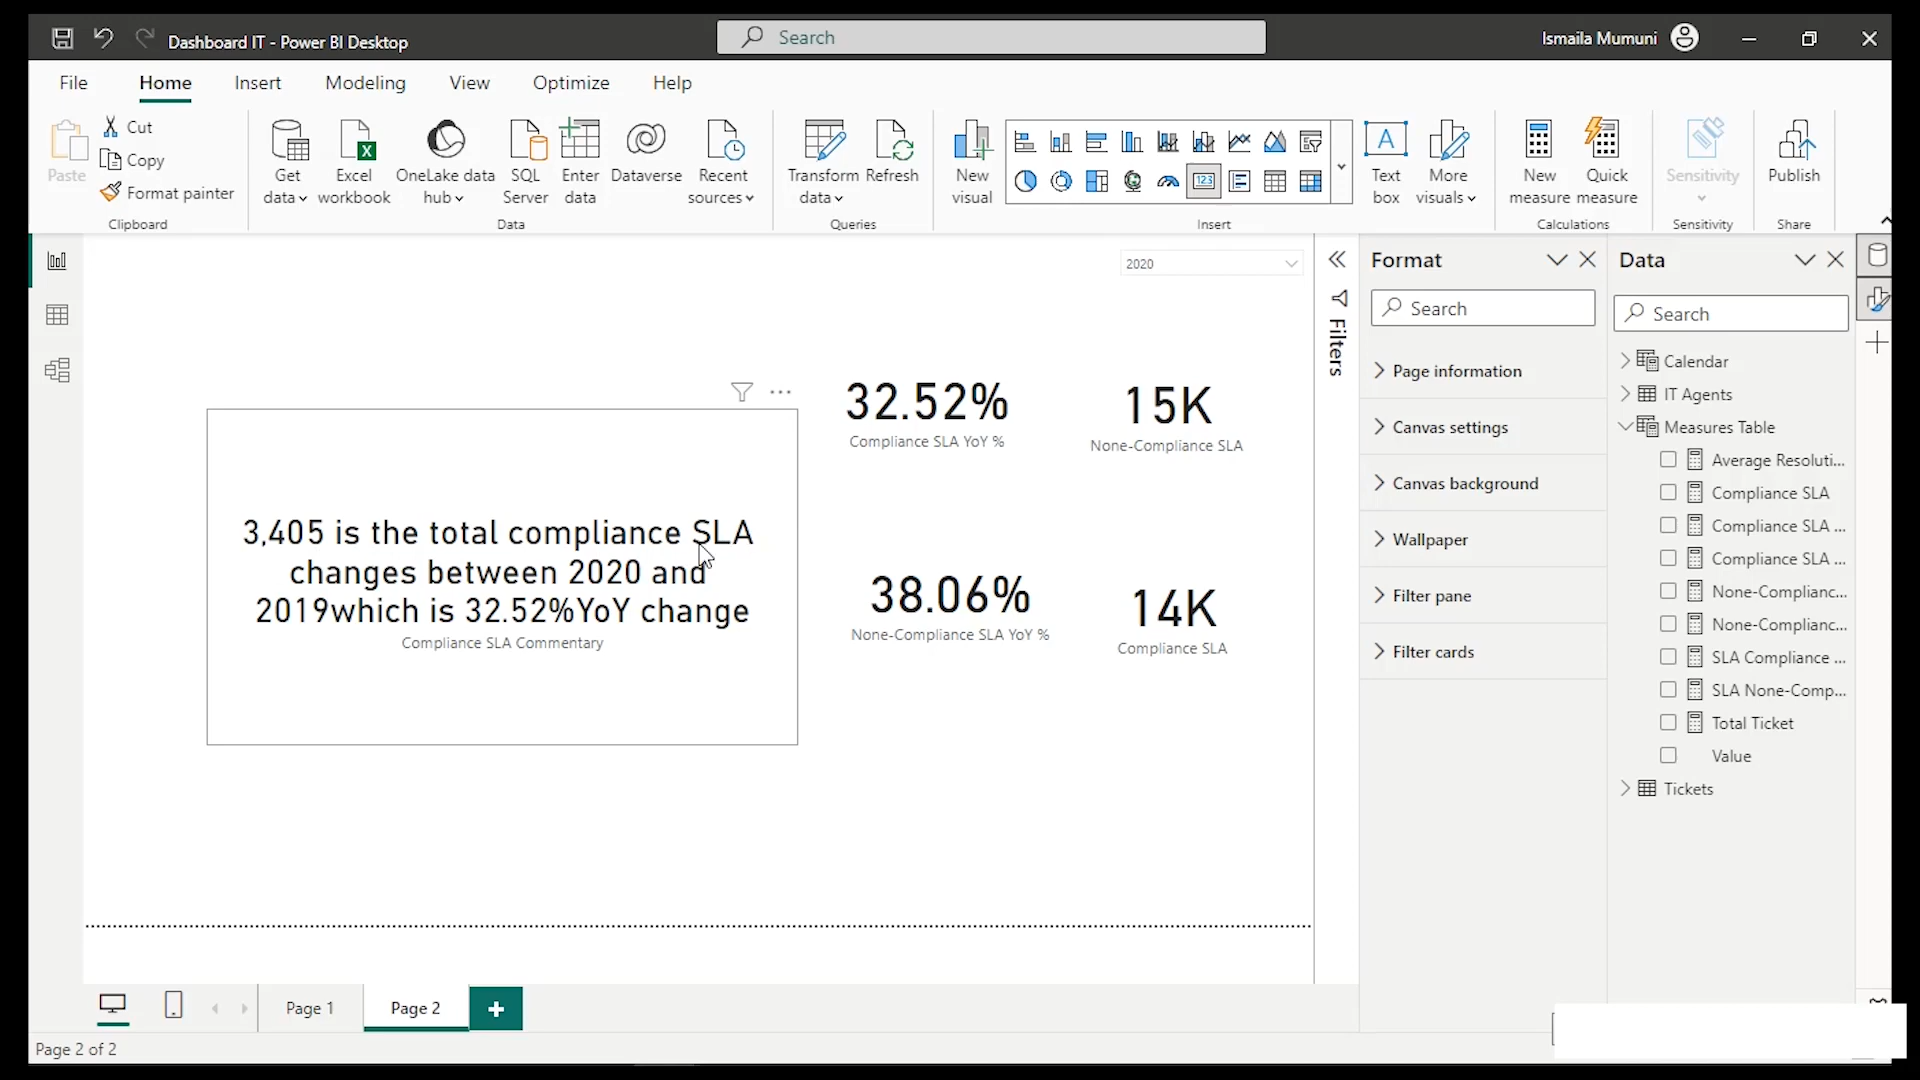 Dashboard IT - Power BI Desktop
Search
Ismaila Mumuni
File
Home
Insert
Modeling
View
Optimize
Help
Paste
Cut
Copy
Format painter
Clipboard
Get data
Excel workbook
OneLake data hub
SQL Server
Enter data
Dataverse
Recent sources
Data
Transform data
Refresh
Queries
New visual
123
Insert
A
Text box
More visuals
New measure
Quick measure
Calculations
Sensitivity
Sensitivity
Publish
Share
2020
3,405 is the total compliance SLA
changes between 2020 and
2019which is 32.52%YoY change
Compliance SLA Commentary
32.52%
Compliance SLA YoY %
15K
None-Compliance SLA
38.06%
None-Compliance SLA YoY %
14K
Compliance SLA
Filters
Format
Search
Page information
Canvas settings
Canvas background
Wallpaper
Filter pane
Filter cards
Data
Search
Calendar
IT Agents
Measures Table
Average Resoluti...
Compliance SLA
Compliance SLA ...
Compliance SLA ...
None-Complianc...
None-Complianc...
SLA Compliance ...
SLA None-Comp...
Total Ticket
Value
Tickets
Page 1
Page 2
Page 2 of 2